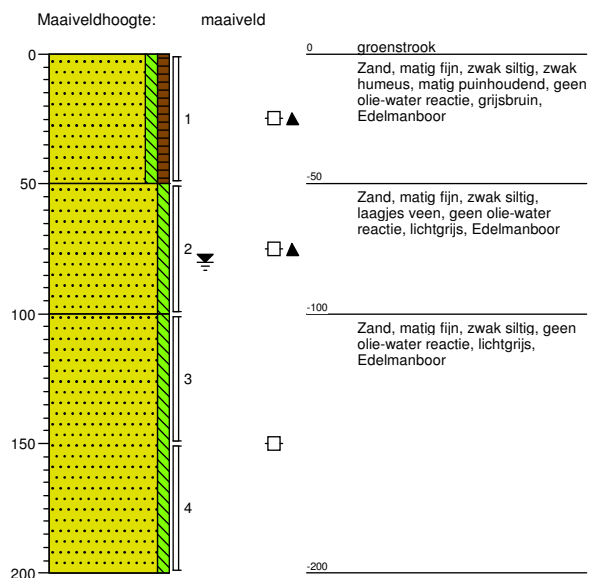 Maaiveldhoogte: maaiveld
0
50
100
150
200
1
2
3
4
0 groenstrook
Zand, matig fijn, zwak siltig, zwak
humeus, matig puinhoudend, geen
olie-water reactie, grijsbruin,
Edelmanboor
-50
Zand, matig fijn, zwak siltig,
laagjes veen, geen olie-water
reactie, lichtgrijs, Edelmanboor
-100
Zand, matig fijn, zwak siltig, geen
olie-water reactie, lichtgrijs,
Edelmanboor
-200